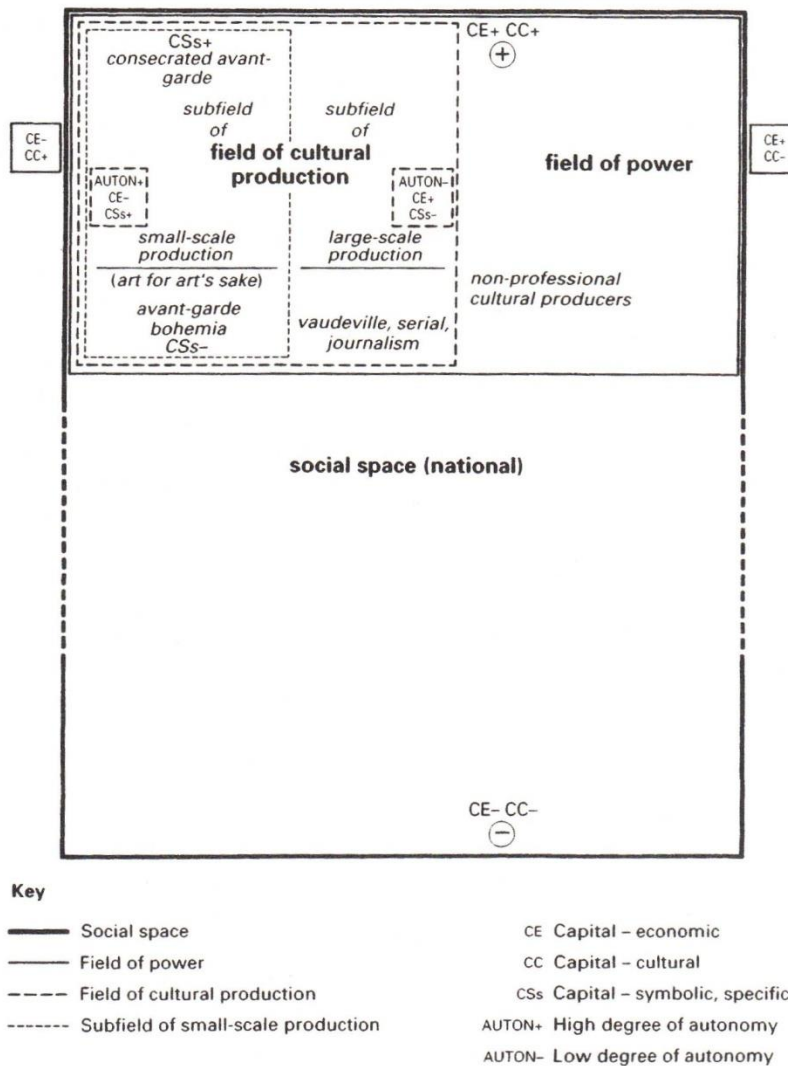 CE+ CC+
+
CSs+
consecrated avant-
garde
CE–
CC+
subfield
of
subfield
of
field of cultural
production
field of power
CE+
CC–
AUTON+
CE–
CSs+
AUTON–
CE+
CSs–
small-scale
production
large-scale
production
(art for art's sake)
avant-garde
bohemia
CSs–
vaudeville, serial,
journalism
non-professional
cultural producers
social space (national)
CE– CC–
–
Key
Social space
Field of power
Field of cultural production
Subfield of small-scale production
CE Capital – economic
CC Capital – cultural
CSs Capital – symbolic, specific
AUTON+ High degree of autonomy
AUTON– Low degree of autonomy